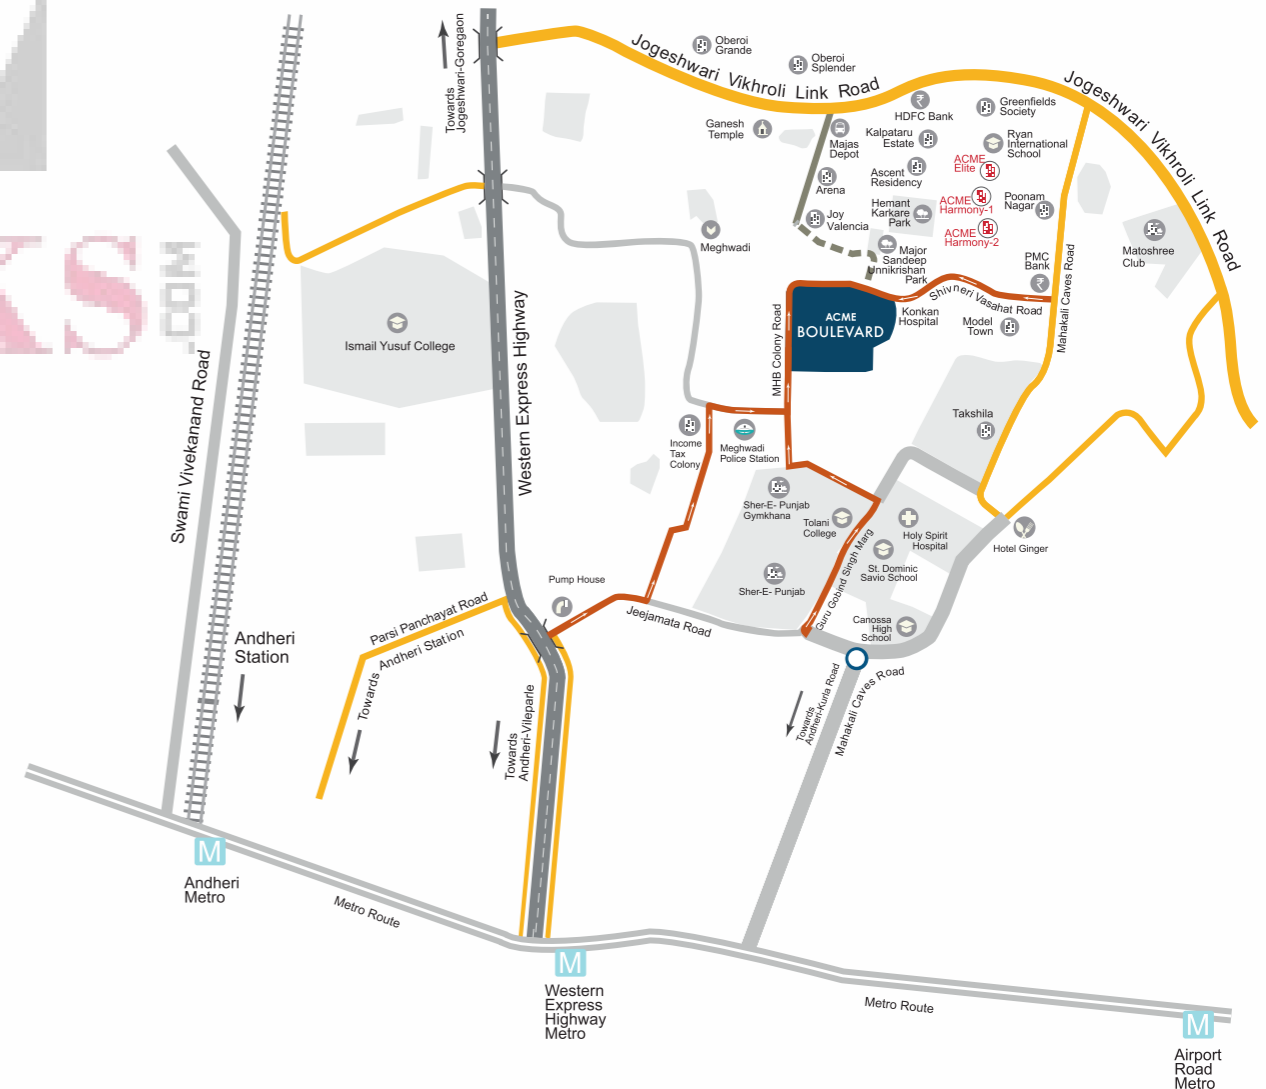 KS
.COM
Towards
Jogeshwari-Goregaon
Jogeshwari Vikhroli Link Road
Jogeshwari Vikhroli Link Road
Oberoi
Grande
Oberoi
Splender
HDFC Bank
Greenfields
Society
Ganesh
Temple
Majas
Depot
Kalpataru
Estate
Ryan
International
School
ACME
Elite
Ascent
Residency
Arena
ACME
Harmony-1
Poonam
Nagar
Hemant
Karkare
Park
Joy
Valencia
ACME
Harmony-2
Meghwadi
Major
Sandeep
Unnikrishan
Park
PMC
Bank
Matoshree
Club
Mahakali Caves Road
Shivneri Vasahat Road
Konkan
Hospital
Model
Town
ACME
BOULEVARD
MHB Colony Road
Ismail Yusuf College
Western Express Highway
Swami Vivekanand Road
Takshila
Income
Tax
Colony
Meghwadi
Police Station
Sher-E- Punjab
Gymkhana
Tolani
College
Holy Spirit
Hospital
Hotel Ginger
St. Dominic
Savio School
Guru Gobind Singh Marg
Sher-E- Punjab
Pump House
Jeejamata Road
Canossa
High
School
Parsi Panchayat Road
Andheri Station
Towards
Andheri
Station
Towards
Andheri-Vileparle
Towards
Andheri-Kurla Road
Mahakali Caves Road
M
Andheri
Metro
Metro Route
M
Western
Express
Highway
Metro
Metro Route
M
Airport
Road
Metro